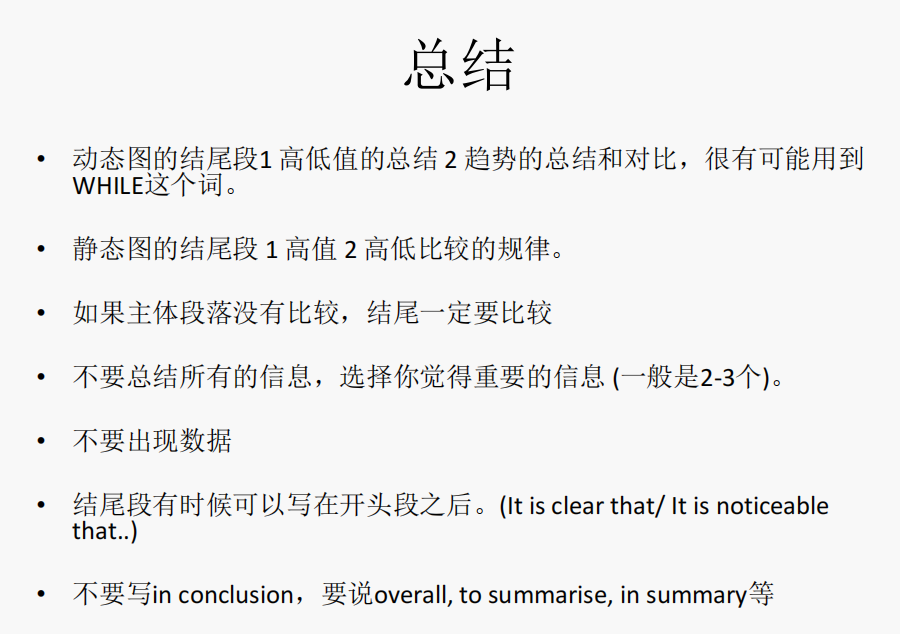 总结
• 动态图的结尾段1 高低值的总结 2 趋势的总结和对比，很有可能用到
WHILE这个词。
• 静态图的结尾段 1 高值 2 高低比较的规律。
• 如果主体段落没有比较，结尾一定要比较
• 不要总结所有的信息，选择你觉得重要的信息 (一般是2-3个)。
• 不要出现数据
• 结尾段有时候可以写在开头段之后。(It is clear that/ It is noticeable
that..)
• 不要写in conclusion，要说overall, to summarise, in summary等